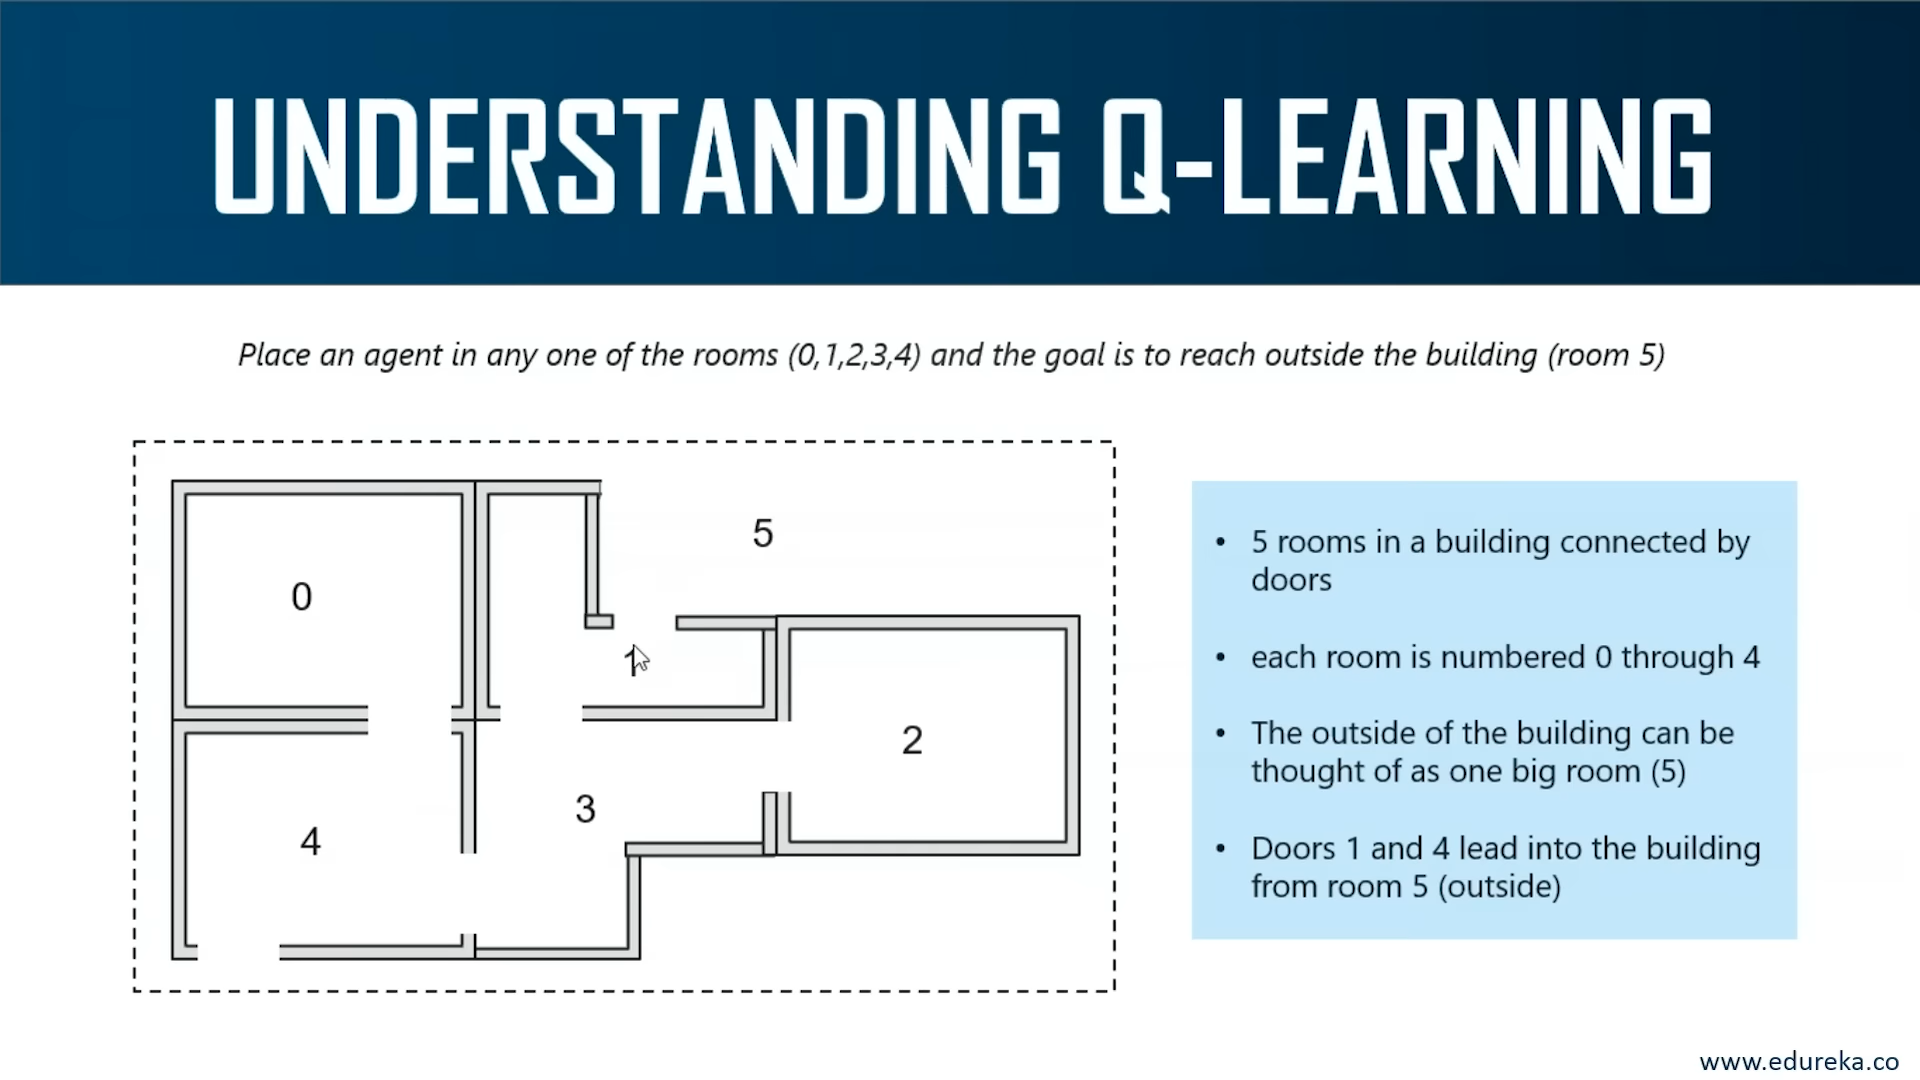 UNDERSTANDING Q-LEARNING
Place an agent in any one of the rooms (0,1,2,3,4) and the goal is to reach outside the building (room 5)
5
0
1
2
3
4
• 5 rooms in a building connected by
doors
• each room is numbered 0 through 4
• The outside of the building can be
thought of as one big room (5)
• Doors 1 and 4 lead into the building
from room 5 (outside)
www.edureka.co